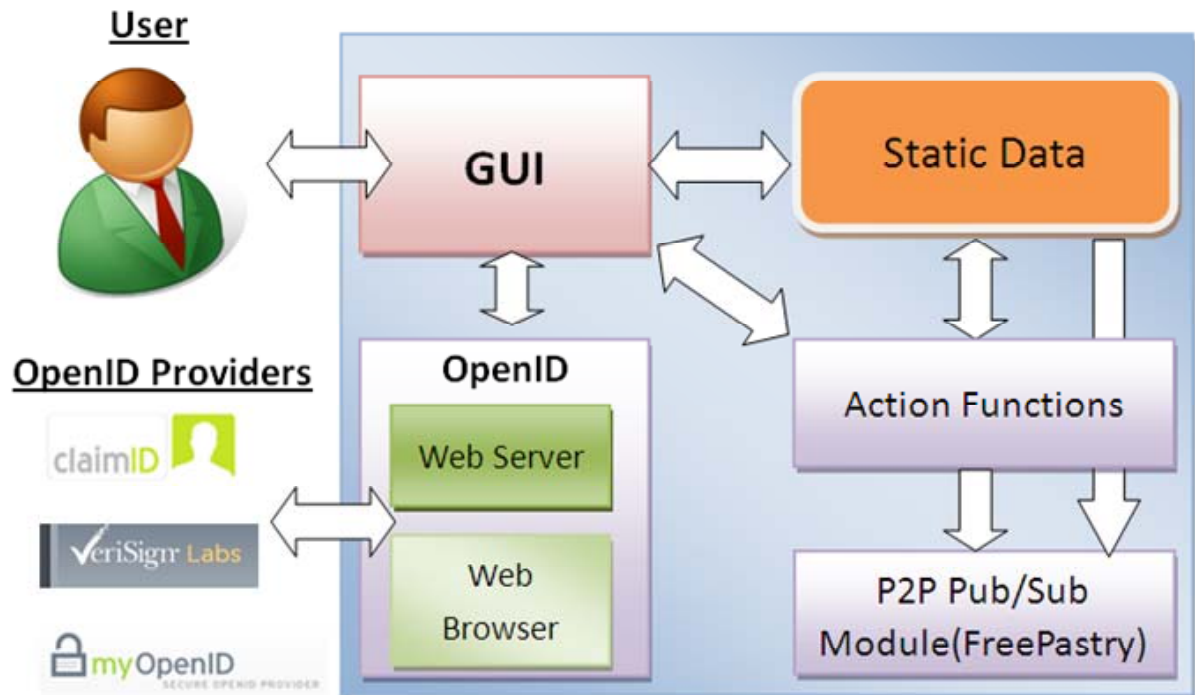 User
GUI
Static Data
OpenID Providers
claimID
VeriSign Labs
myOpenID
SECURE OPENID PROVIDER
OpenID
Web Server
Web
Browser
Action Functions
P2P Pub/Sub
Module(FreePastry)